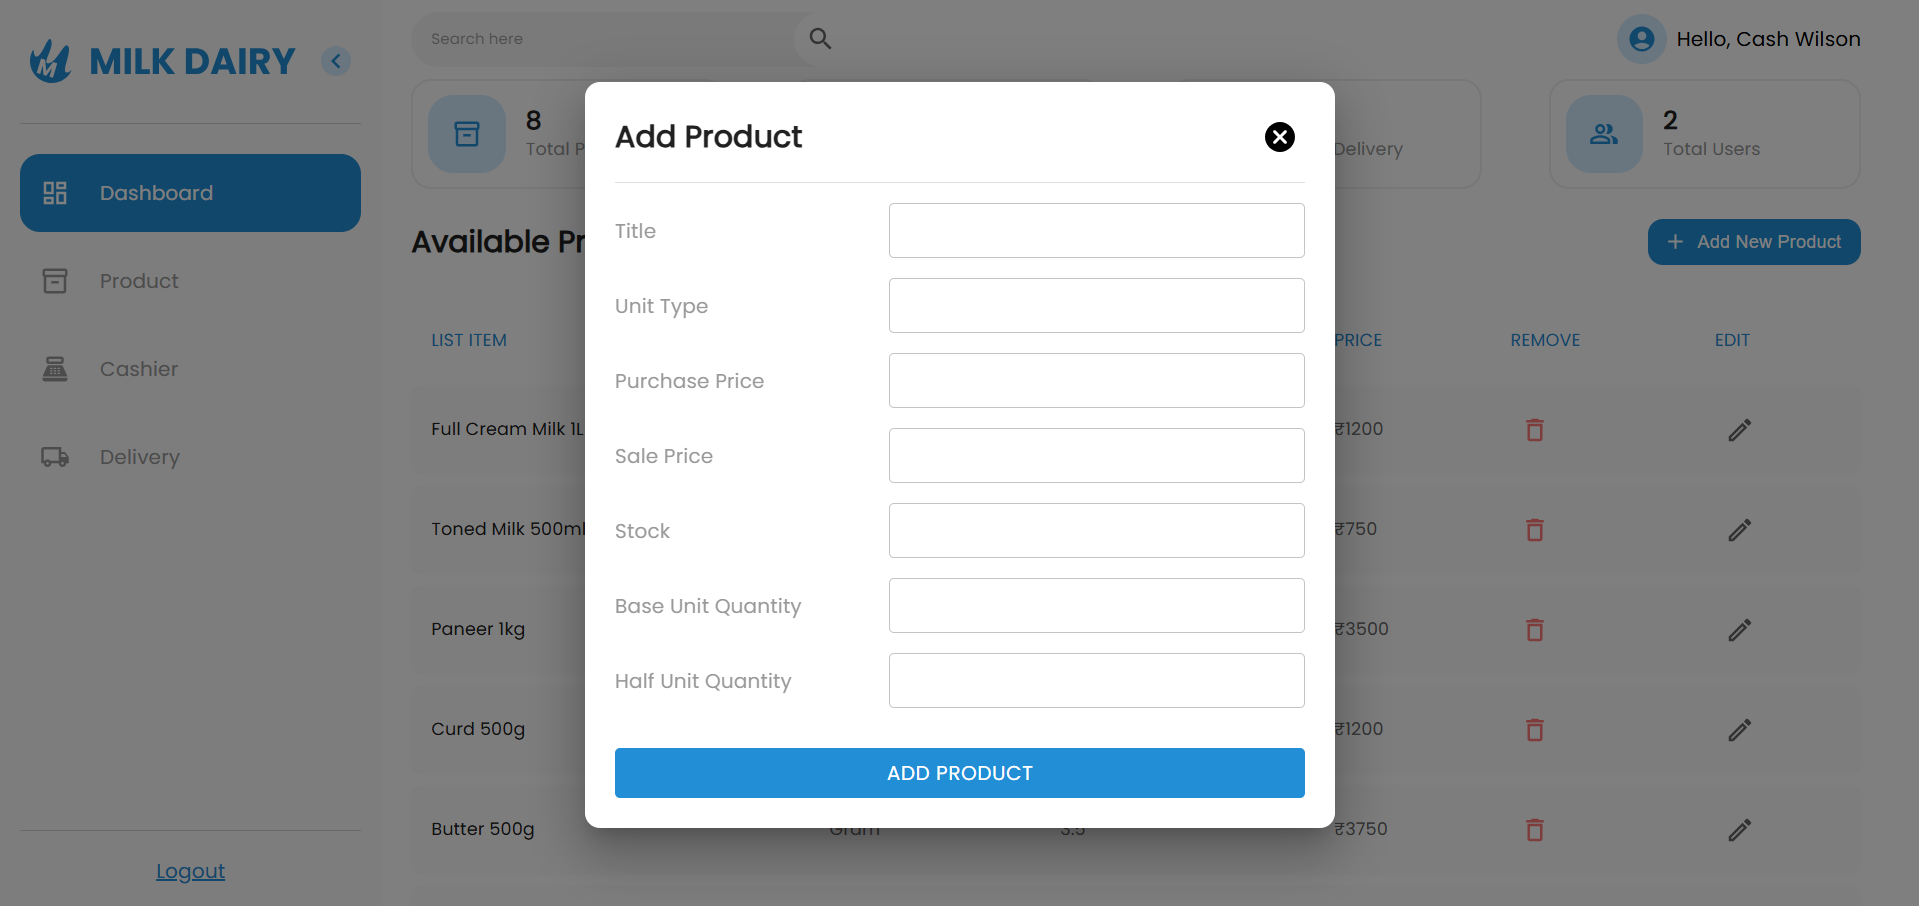 MILK DAIRY
Search here
Hello, Cash Wilson
8
Total P
Delivery
2
Total Users
Dashboard
Product
Cashier
Delivery
Logout
Available Pr
Add New Product
LIST ITEM
PRICE
REMOVE
EDIT
Full Cream Milk 1L
₹1200
Toned Milk 500ml
₹750
Paneer 1kg
₹3500
Curd 500g
₹1200
Butter 500g
Gram
3.5
₹3750
Add Product
Title
Unit Type
Purchase Price
Sale Price
Stock
Base Unit Quantity
Half Unit Quantity
ADD PRODUCT